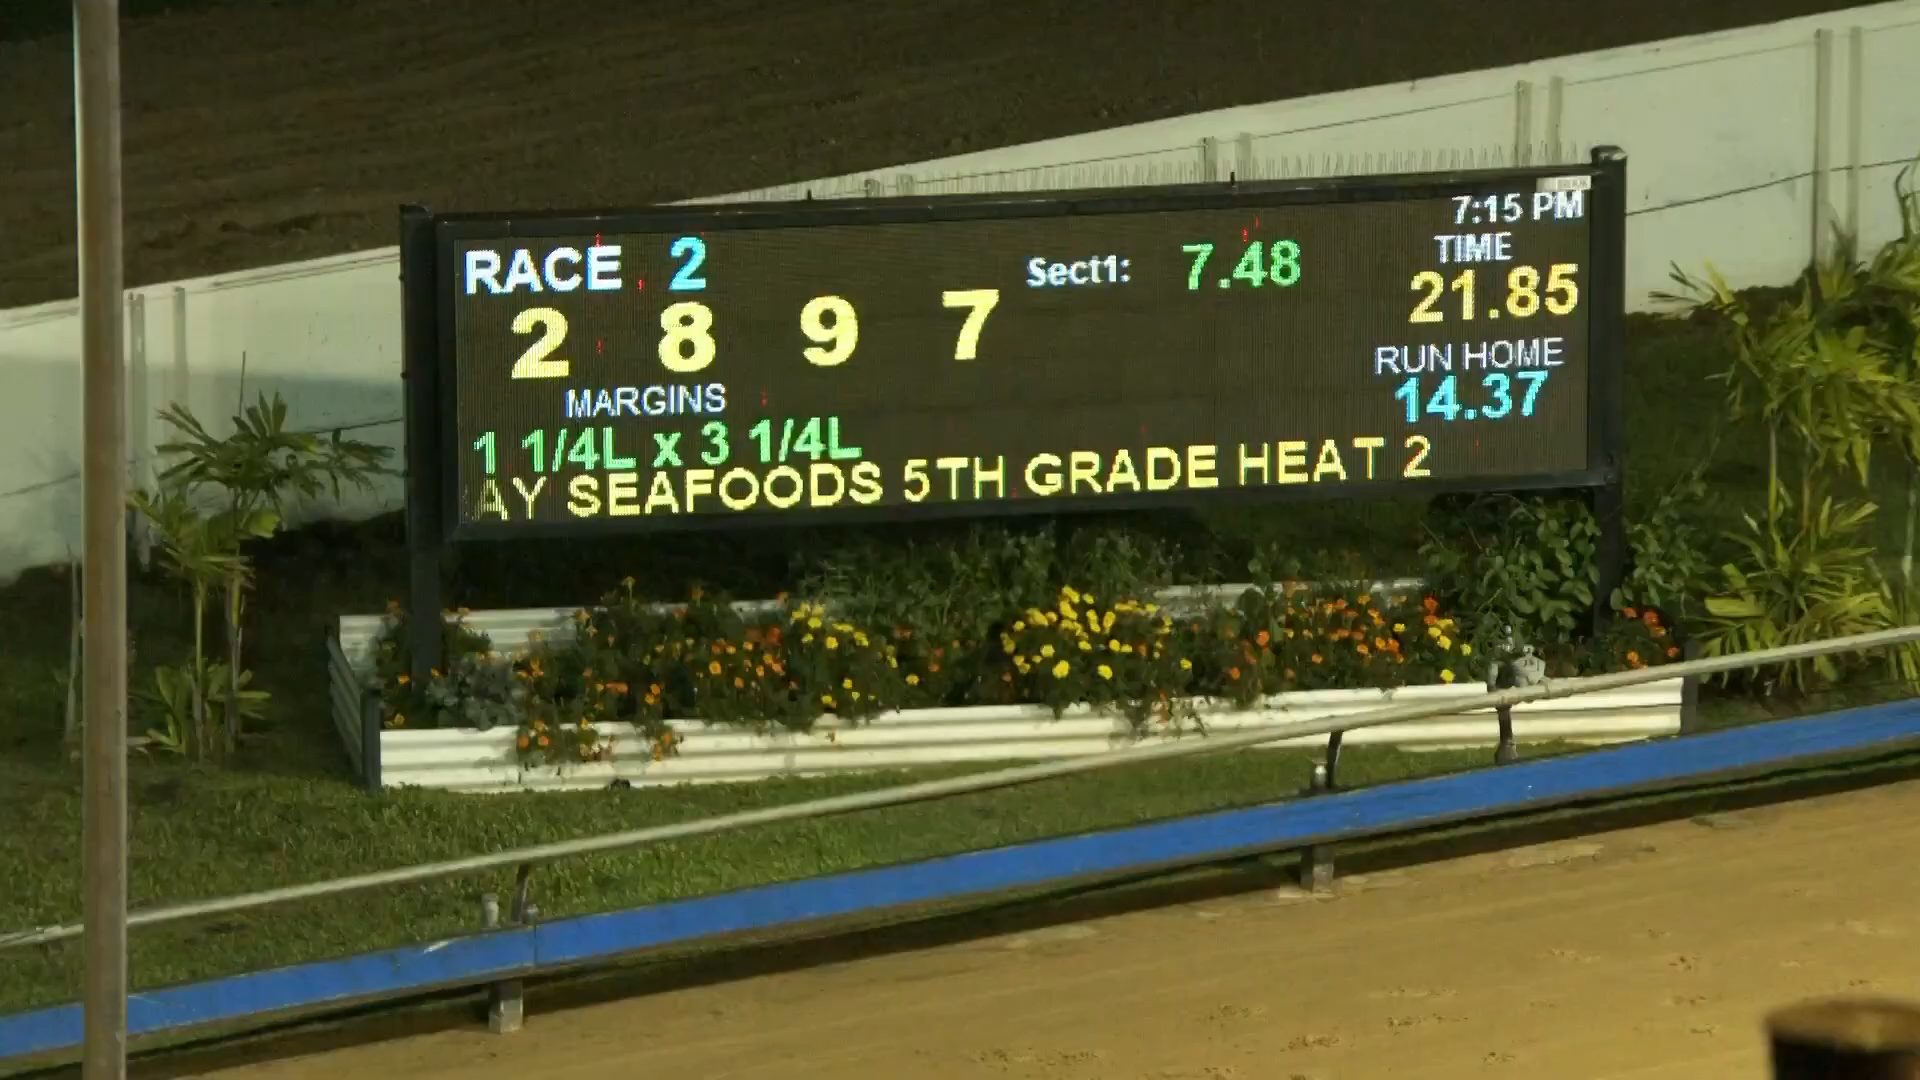 7:15 PM
RACE 2 Sect1: 7.48 TIME
21.85
2 8 9 7
RUN HOME
14.37
MARGINS
1 1/4L x 3 1/4L
AY SEAFOODS 5TH GRADE HEAT 2